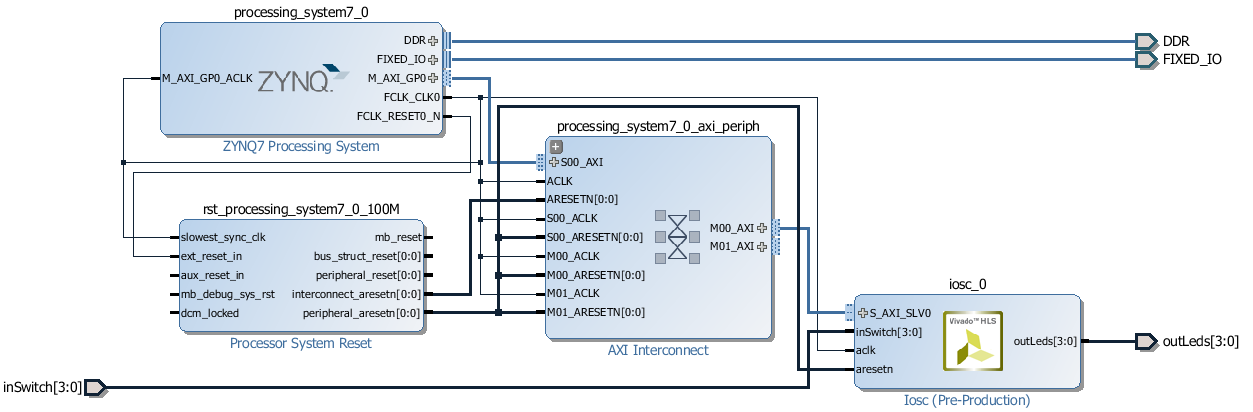 processing_system7_0
DDR
FIXED_IO
M_AXI_GP0_ACLK
ZYNQ.
M_AXI_GP0
FCLK_CLK0
FCLK_RESET0_N
ZYNQ7 Processing System
DDR
FIXED_IO
processing_system7_0_axi_periph
S00_AXI
ACLK
ARESETN[0:0]
S00_ACLK
S00_ARESETN[0:0]
M00_ACLK
M00_ARESETN[0:0]
M01_ACLK
M01_ARESETN[0:0]
M00_AXI
M01_AXI
AXI Interconnect
rst_processing_system7_0_100M
slowest_sync_clk
ext_reset_in
aux_reset_in
mb_debug_sys_rst
dcm_locked
mb_reset
bus_struct_reset[0:0]
peripheral_reset[0:0]
interconnect_aresetn[0:0]
peripheral_aresetn[0:0]
Processor System Reset
iosc_0
S_AXI_SLV0
inSwitch[3:0]
aclk
aresetn
Vivado™ HLS
outLeds[3:0]
Iosc (Pre-Production)
outLeds[3:0]
inSwitch[3:0]